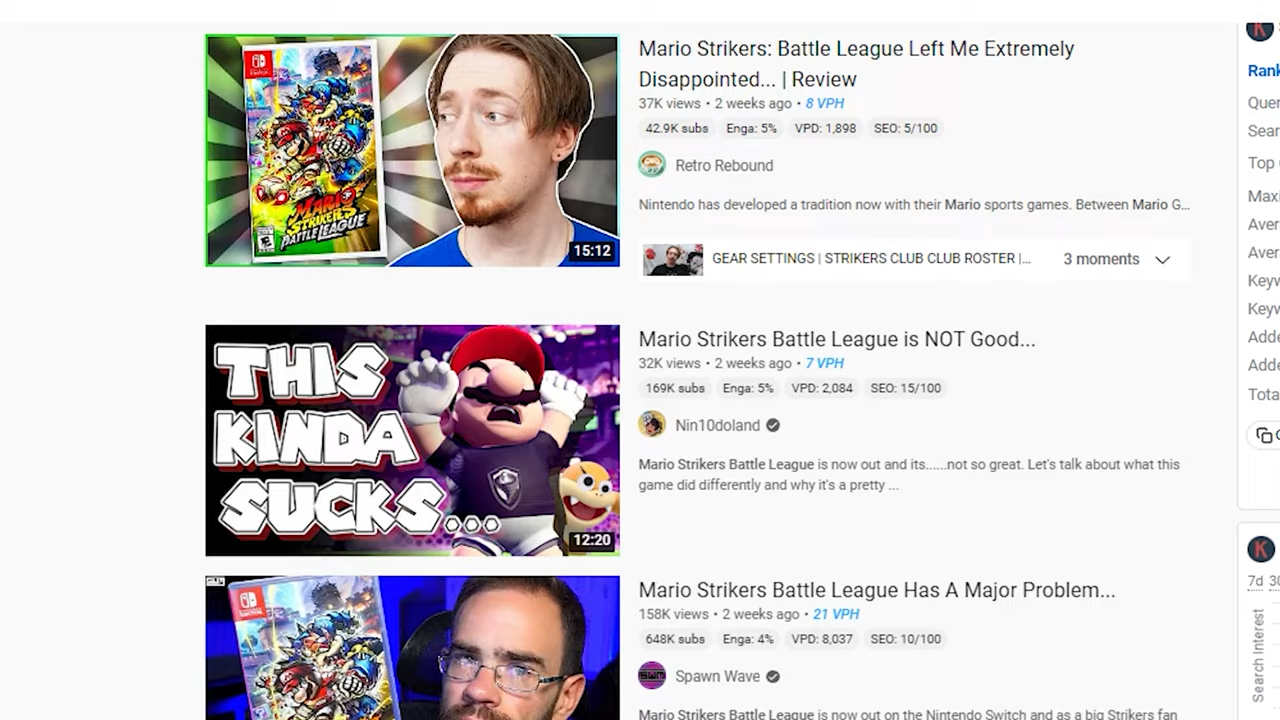 Mario Strikers: Battle League Left Me Extremely
Disappointed... | Review
37K views • 2 weeks ago • 8 VPH
42.9K subs Enga: 5% VPD: 1,898 SEO: 5/100
Retro Rebound
Nintendo has developed a tradition now with their Mario sports games. Between Mario G...
GEAR SETTINGS | STRIKERS CLUB CLUB ROSTER |...
3 moments
MARIO
STRIKERS
BATTLE LEAGUE
15:12
Mario Strikers Battle League is NOT Good...
32K views • 2 weeks ago • 7 VPH
169K subs Enga: 5% VPD: 2,084 SEO: 15/100
Nin10doland
Mario Strikers Battle League is now out and its......not so great. Let's talk about what this
game did differently and why it's a pretty ...
THIS
KINDA
SUCKS...
12:20
Mario Strikers Battle League Has A Major Problem...
158K views • 2 weeks ago • 21 VPH
648K subs Enga: 4% VPD: 8,037 SEO: 10/100
Spawn Wave
Mario Strikers Battle League is now out on the Nintendo Switch and as a big Strikers fan
K
Rank
Quer
Sear
Top
Maxi
Aver
Aver
Keyw
Keyw
Adde
Adde
Tota
K
7d 30
Search Interest